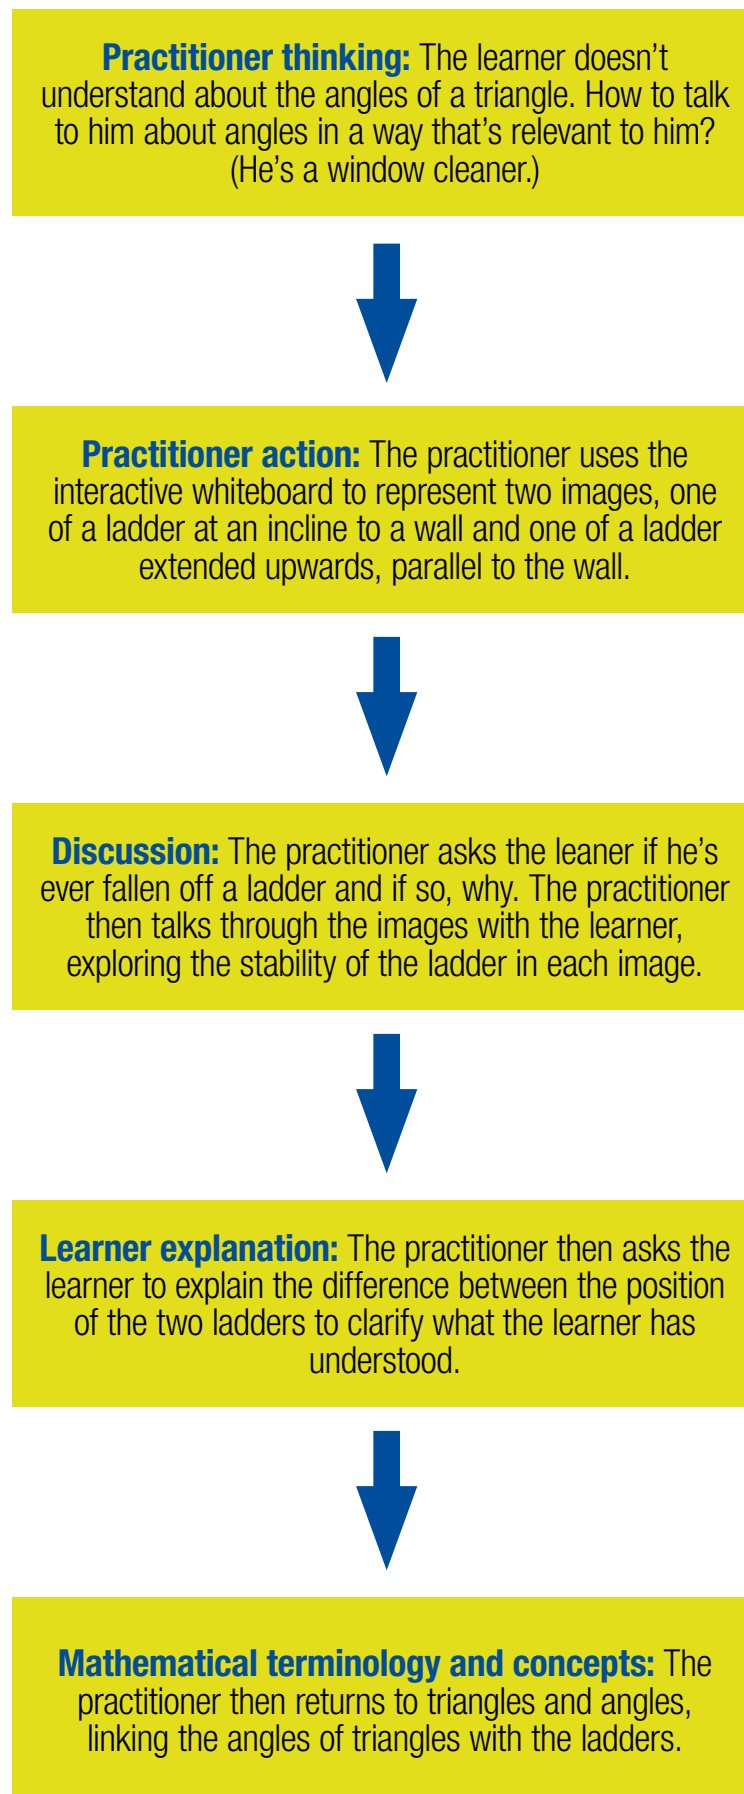 Practitioner thinking: The learner doesn’t
understand about the angles of a triangle. How to talk
to him about angles in a way that’s relevant to him?
(He’s a window cleaner.)
Practitioner action: The practitioner uses the
interactive whiteboard to represent two images, one
of a ladder at an incline to a wall and one of a ladder
extended upwards, parallel to the wall.
Discussion: The practitioner asks the leaner if he’s
ever fallen off a ladder and if so, why. The practitioner
then talks through the images with the learner,
exploring the stability of the ladder in each image.
Learner explanation: The practitioner then asks the
learner to explain the difference between the position
of the two ladders to clarify what the learner has
understood.
Mathematical terminology and concepts: The
practitioner then returns to triangles and angles,
linking the angles of triangles with the ladders.